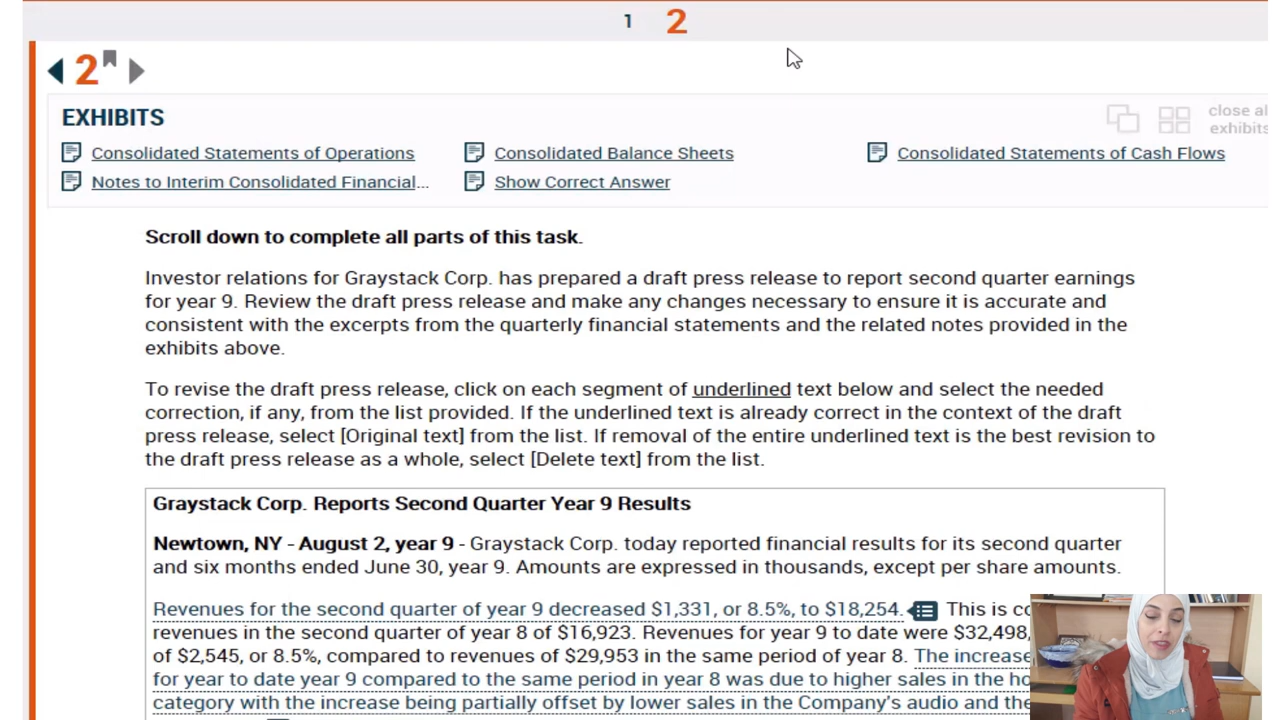 1 2
2
EXHIBITS
close al
exhibits
Consolidated Statements of Operations
Consolidated Balance Sheets
Consolidated Statements of Cash Flows
Notes to Interim Consolidated Financial...
Show Correct Answer
Scroll down to complete all parts of this task.
Investor relations for Graystack Corp. has prepared a draft press release to report second quarter earnings
for year 9. Review the draft press release and make any changes necessary to ensure it is accurate and
consistent with the excerpts from the quarterly financial statements and the related notes provided in the
exhibits above.
To revise the draft press release, click on each segment of underlined text below and select the needed
correction, if any, from the list provided. If the underlined text is already correct in the context of the draft
press release, select [Original text] from the list. If removal of the entire underlined text is the best revision to
the draft press release as a whole, select [Delete text] from the list.
Graystack Corp. Reports Second Quarter Year 9 Results
Newtown, NY - August 2, year 9 - Graystack Corp. today reported financial results for its second quarter
and six months ended June 30, year 9. Amounts are expressed in thousands, except per share amounts.
Revenues for the second quarter of year 9 decreased $1,331, or 8.5%, to $18,254. This is co
revenues in the second quarter of year 8 of $16,923. Revenues for year 9 to date were $32,498,
of $2,545, or 8.5%, compared to revenues of $29,953 in the same period of year 8. The increase
for year to date year 9 compared to the same period in year 8 was due to higher sales in the ho
category with the increase being partially offset by lower sales in the Company's audio and the